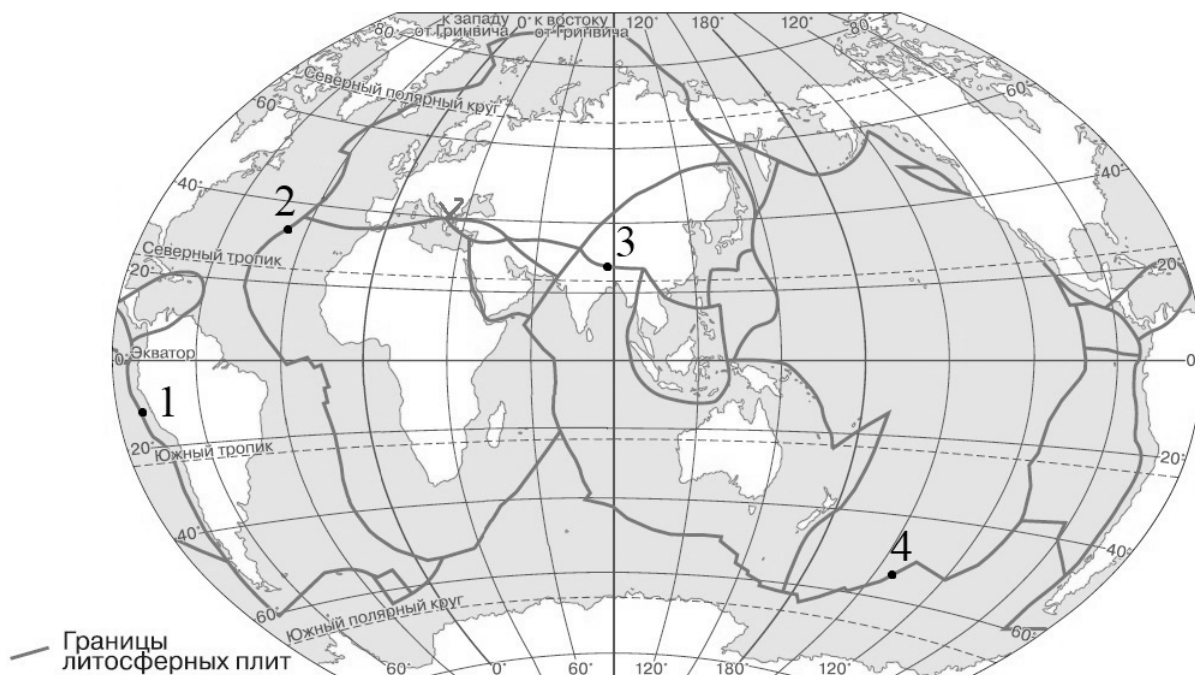 к западу 0° к востоку 120° 180° 120°
от Гринвича от Гринвича
80° 80°
Северный полярный круг
60° 60°
40° 40°
2
3
Северный тропик
20° 20°
0° Экватор 0°
1
Южный тропик
20° 20°
40° 40°
4
60° Южный полярный круг 60°
Границы
литосферных плит
60° 0° 60° 120° 180° 120° 60°